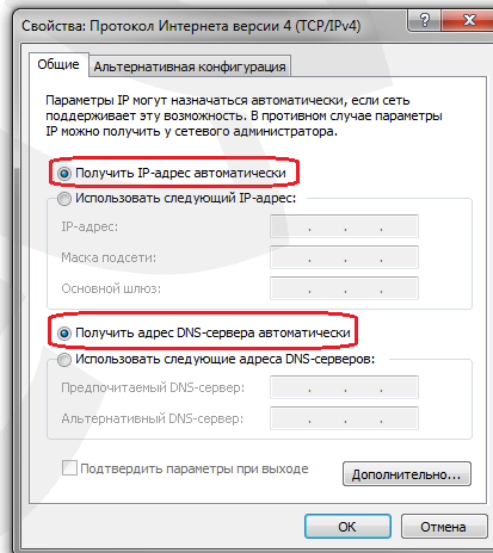 Свойства: Протокол Интернета версии 4 (TCP/IPv4)
Общие
Альтернативная конфигурация
Параметры IP могут назначаться автоматически, если сеть
поддерживает эту возможность. В противном случае параметры
IP можно получить у сетевого администратора.
Получить IP-адрес автоматически
Использовать следующий IP-адрес:
IP-адрес:
Маска подсети:
Основной шлюз:
Получить адрес DNS-сервера автоматически
Использовать следующие адреса DNS-серверов:
Предпочитаемый DNS-сервер:
Альтернативный DNS-сервер:
Подтвердить параметры при выходе
Дополнительно...
ОК
Отмена